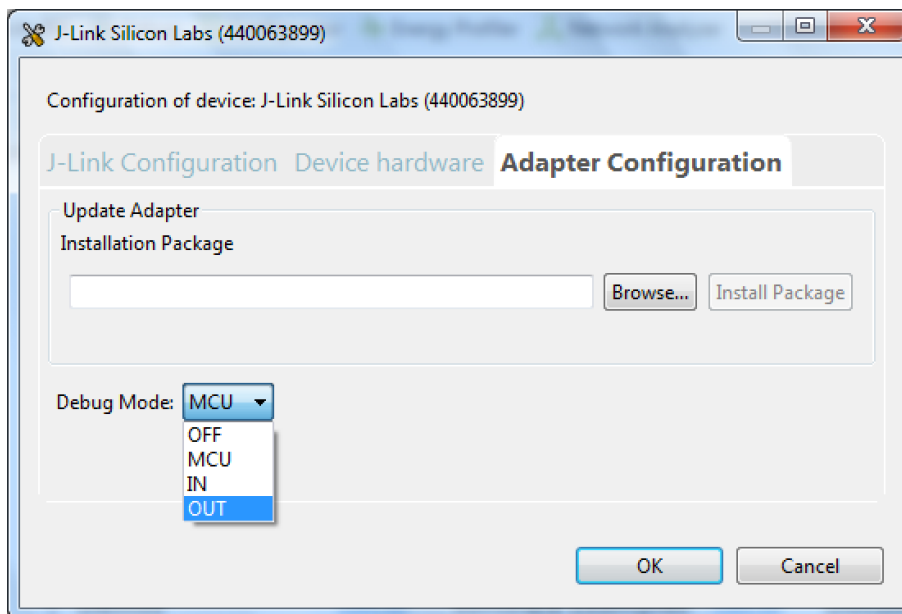 J-Link Silicon Labs (440063899)
Configuration of device: J-Link Silicon Labs (440063899)
J-Link Configuration Device hardware Adapter Configuration
Update Adapter
Installation Package
Browse... Install Package
Debug Mode: MCU
OFF
MCU
IN
OUT
OK Cancel